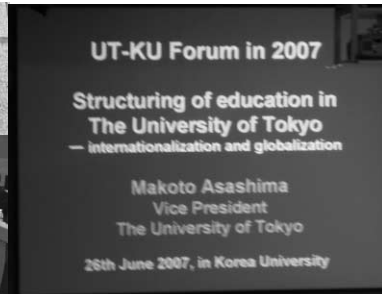 UT-KU Forum in 2007
Structuring of education in
The University of Tokyo
— internationalization and globalization
Makoto Asashima
Vice President
The University of Tokyo
26th June 2007, in Korea University